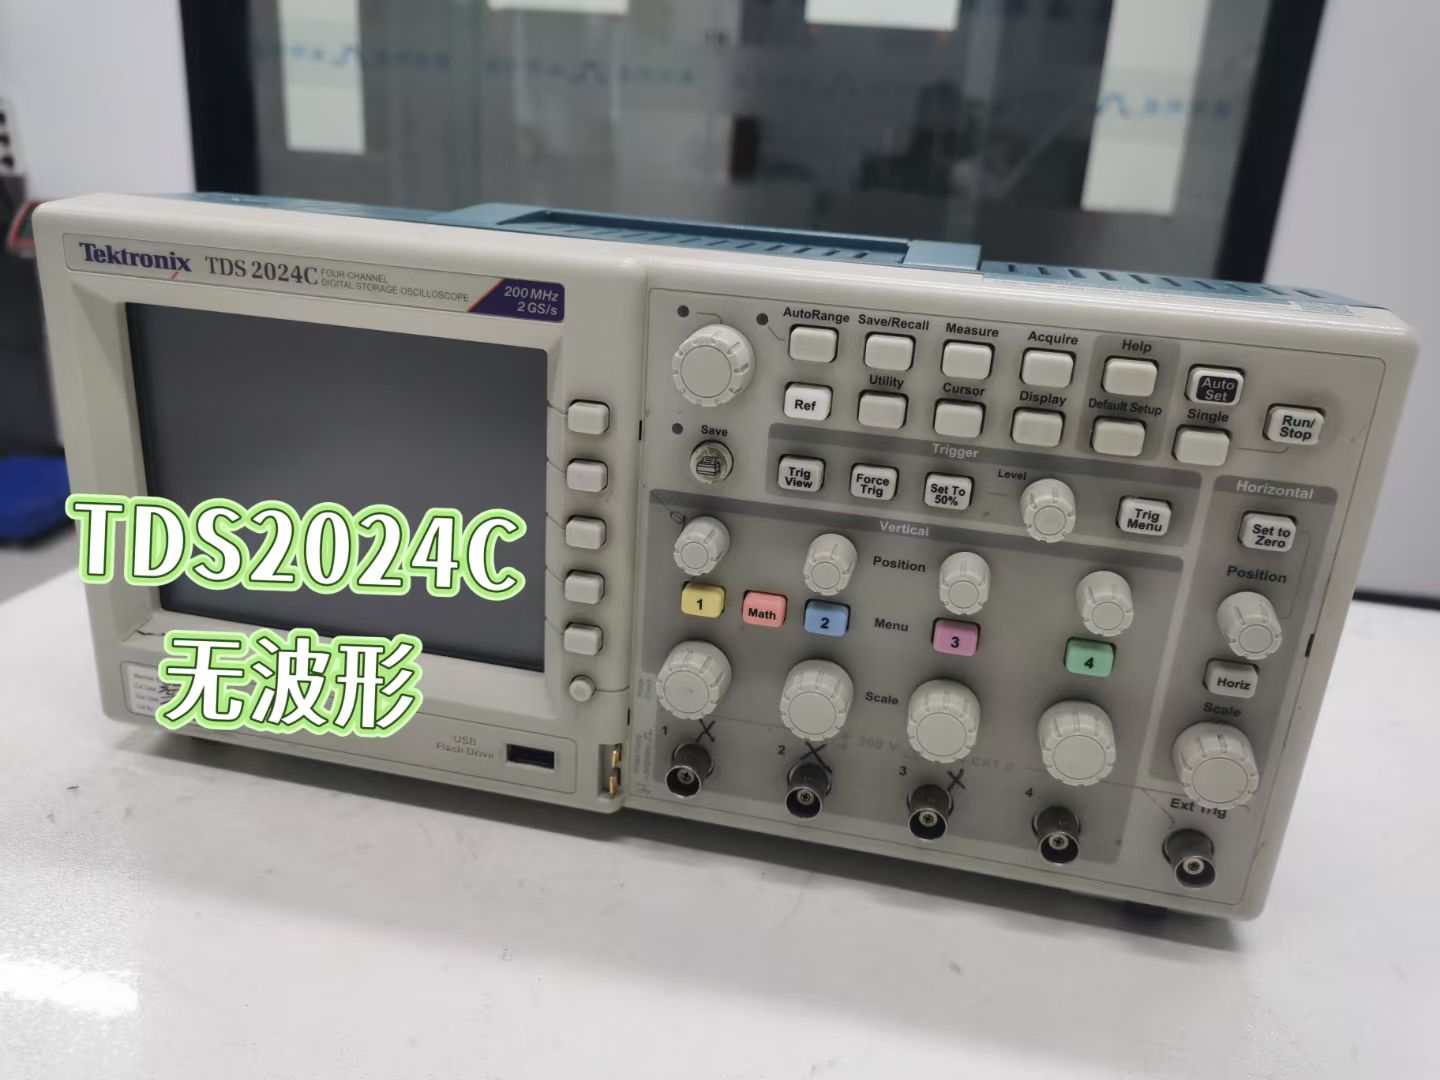 Tektronix TDS 2024C FOUR CHANNEL
DIGITAL STORAGE OSCILLOSCOPE
200 MHz
2 GS/s
AutoRange Save/Recall Measure Acquire Help
Auto
Set
Ref
Utility Cursor Display Default Setup Single
Run/
Stop
Save
Trigger
Trig
View
Force
Trig
Set To
50%
Level
Trig
Menu
Horizontal
Set to
Zero
Vertical
Position
Position
1 Math 2 Menu 3 4
Horiz
Scale
Scale
1 X 2 X 3 X 4
Ext Trig
USB
Flash Drive
TDS2024C
无波形